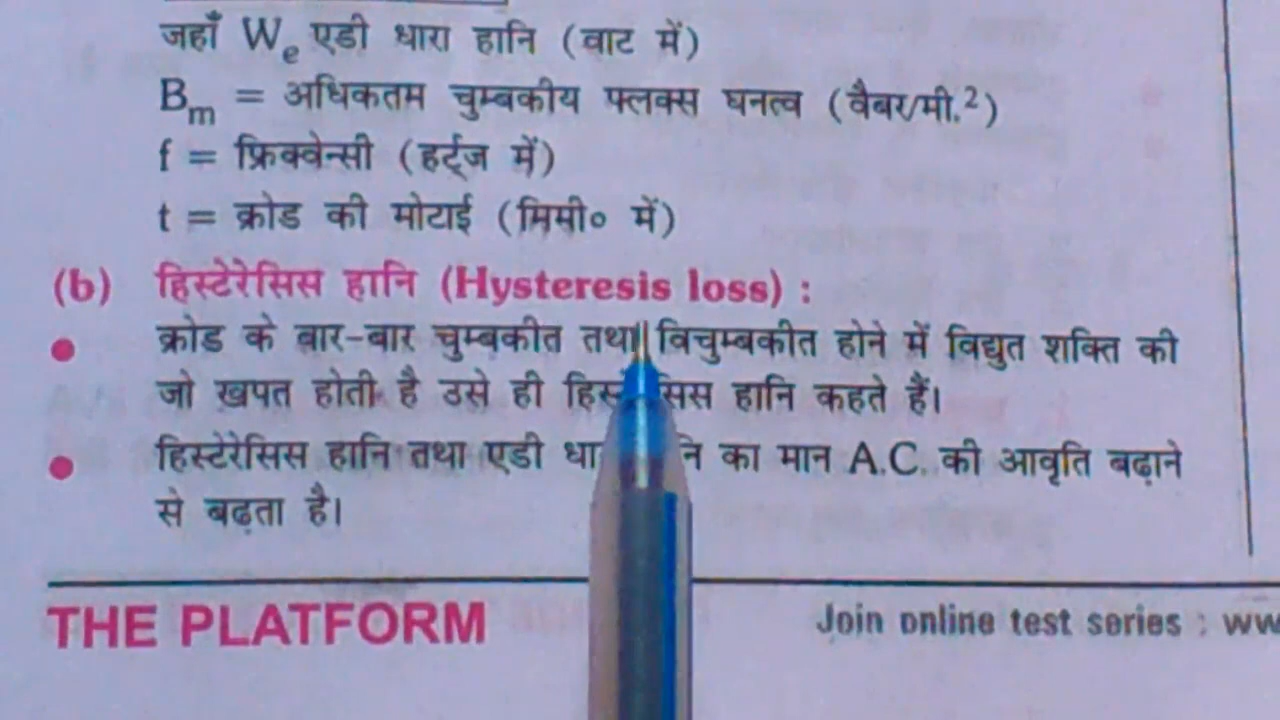 जहाँ We एडी धारा हानि (वाट में)
Bm = अधिकतम चुम्बकीय फ्लक्स घनत्व (वैबर/मी.²)
f = फ्रिक्वेन्सी (हर्ट्ज में)
t = क्रोड की मोटाई (मिमी० में)
(b) हिस्टेरेसिस हानि (Hysteresis loss) :
● क्रोड के बार-बार चुम्बकीत तथा विचुम्बकीत होने में विद्युत शक्ति की
जो खपत होती है उसे ही हानि कहते हैं।
● हिस्टेरेसिस हानि तथा एडी का मान A.C. की आवृति बढ़ाने
से बढ़ता है।
THE PLATFORM
Join online test series :